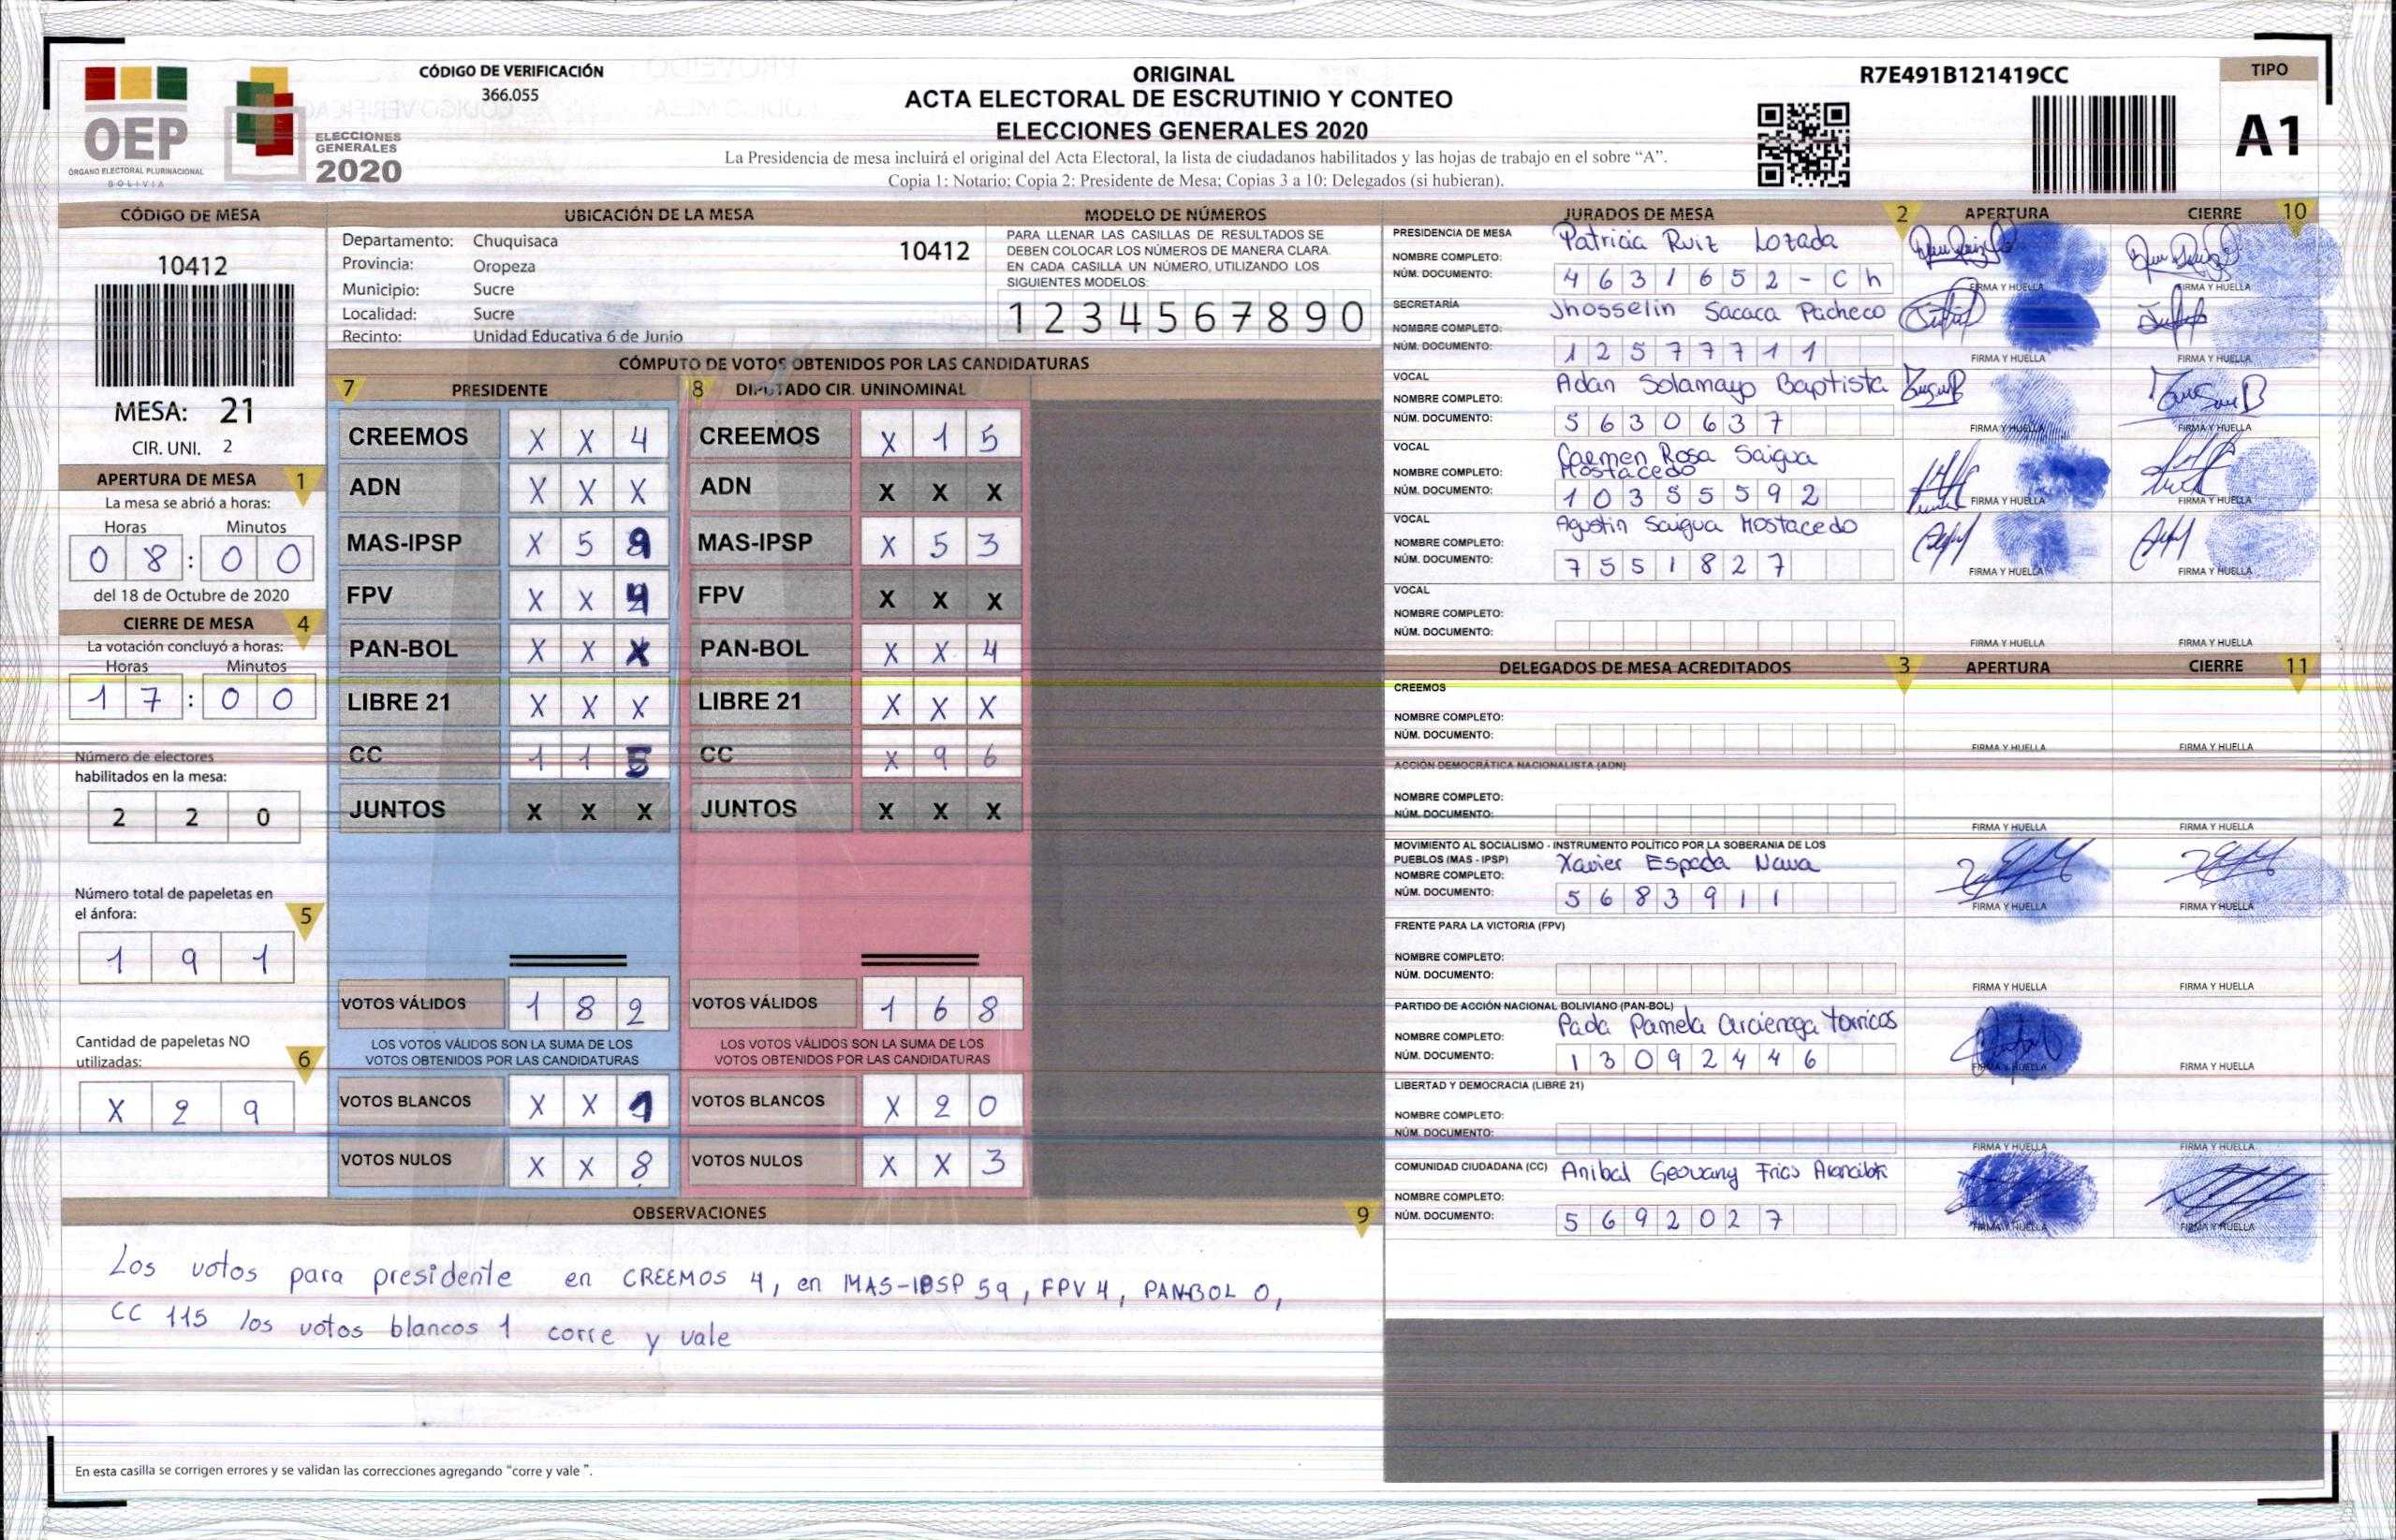 CÓDIGO DE VERIFICACIÓN
366.055
ORIGINAL
ACTA ELECTORAL DE ESCRUTINIO Y CONTEO
ELECCIONES GENERALES 2020
La Presidencia de mesa incluirá el original del Acta Electoral, la lista de ciudadanos habilitados y las hojas de trabajo en el sobre “A”.
Copia 1: Notario; Copia 2: Presidente de Mesa; Copias 3 a 10: Delegados (si hubieran).
R7E491B121419CC
TIPO
A1
OEP
ÓRGANO ELECTORAL PLURINACIONAL
BOLIVIA
ELECCIONES
GENERALES
2020
CÓDIGO DE MESA
10412
MESA: 21
CIR. UNI. 2
APERTURA DE MESA 1
La mesa se abrió a horas:
Horas Minutos
0 8 : 0 0
del 18 de Octubre de 2020
CIERRE DE MESA 4
La votación concluyó a horas:
Horas Minutos
1 7 : 0 0
Número de electores
habilitados en la mesa:
2 2 0
Número total de papeletas en
el ánfora: 5
1 9 1
Cantidad de papeletas NO
utilizadas: 6
X 2 9
UBICACIÓN DE LA MESA
Departamento: Chuquisaca 10412
Provincia: Oropeza
Municipio: Sucre
Localidad: Sucre
Recinto: Unidad Educativa 6 de Junio
MODELO DE NÚMEROS
PARA LLENAR LAS CASILLAS DE RESULTADOS SE
DEBEN COLOCAR LOS NÚMEROS DE MANERA CLARA.
EN CADA CASILLA UN NÚMERO, UTILIZANDO LOS
SIGUIENTES MODELOS:
1 2 3 4 5 6 7 8 9 0
CÓMPUTO DE VOTOS OBTENIDOS POR LAS CANDIDATURAS
7 PRESIDENTE
CREEMOS X X 4
ADN X X X
MAS-IPSP X 5 9
FPV X X 4
PAN-BOL X X X
LIBRE 21 X X X
CC 1 1 5
JUNTOS X X X
VOTOS VÁLIDOS 1 8 2
LOS VOTOS VÁLIDOS SON LA SUMA DE LOS
VOTOS OBTENIDOS POR LAS CANDIDATURAS
VOTOS BLANCOS X X 1
VOTOS NULOS X X 8
8 DIPUTADO CIR. UNINOMINAL
CREEMOS X 1 5
ADN X X X
MAS-IPSP X 5 3
FPV X X X
PAN-BOL X X 4
LIBRE 21 X X X
CC X 9 6
JUNTOS X X X
VOTOS VÁLIDOS 1 6 8
LOS VOTOS VÁLIDOS SON LA SUMA DE LOS
VOTOS OBTENIDOS POR LAS CANDIDATURAS
VOTOS BLANCOS X 2 0
VOTOS NULOS X X 3
OBSERVACIONES 9
Los votos para presidente en CREEMOS 4, en MAS-IBSP 59, FPV 4, PAN-BOL 0,
CC 115 los votos blancos 1 corre y vale
En esta casilla se corrigen errores y se validan las correcciones agregando “corre y vale ”.
JURADOS DE MESA 2 APERTURA CIERRE 10
PRESIDENCIA DE MESA
NOMBRE COMPLETO: Patricia Ruiz Lozada
NÚM. DOCUMENTO: 4 6 3 1 6 5 2 - C h
FIRMA Y HUELLA FIRMA Y HUELLA
SECRETARÍA
NOMBRE COMPLETO: Jhosselin Sacaca Pacheco
NÚM. DOCUMENTO: 1 2 5 7 7 7 1 1
FIRMA Y HUELLA FIRMA Y HUELLA
VOCAL
NOMBRE COMPLETO: Adan Solamayo Baptista
NÚM. DOCUMENTO: 5 6 3 0 6 3 7
FIRMA Y HUELLA FIRMA Y HUELLA
VOCAL
NOMBRE COMPLETO: Carmen Rosa Saigua
Mostacedo
NÚM. DOCUMENTO: 1 0 3 5 5 5 9 2
FIRMA Y HUELLA FIRMA Y HUELLA
VOCAL
NOMBRE COMPLETO: Agustin Saigua Mostacedo
NÚM. DOCUMENTO: 7 5 5 1 8 2 7
FIRMA Y HUELLA FIRMA Y HUELLA
VOCAL
NOMBRE COMPLETO:
NÚM. DOCUMENTO:
FIRMA Y HUELLA FIRMA Y HUELLA
DELEGADOS DE MESA ACREDITADOS 3 APERTURA CIERRE 11
CREEMOS
NOMBRE COMPLETO:
NÚM. DOCUMENTO:
FIRMA Y HUELLA FIRMA Y HUELLA
ACCIÓN DEMOCRÁTICA NACIONALISTA (ADN)
NOMBRE COMPLETO:
NÚM. DOCUMENTO:
FIRMA Y HUELLA FIRMA Y HUELLA
MOVIMIENTO AL SOCIALISMO - INSTRUMENTO POLÍTICO POR LA SOBERANIA DE LOS
PUEBLOS (MAS - IPSP)
NOMBRE COMPLETO: Xavier Espada Nava
NÚM. DOCUMENTO: 5 6 8 3 9 1 1
FIRMA Y HUELLA FIRMA Y HUELLA
FRENTE PARA LA VICTORIA (FPV)
NOMBRE COMPLETO:
NÚM. DOCUMENTO:
FIRMA Y HUELLA FIRMA Y HUELLA
PARTIDO DE ACCIÓN NACIONAL BOLIVIANO (PAN-BOL)
NOMBRE COMPLETO: Pamela Arcienega Torricos
NÚM. DOCUMENTO: 1 3 0 9 2 4 4 6
FIRMA Y HUELLA FIRMA Y HUELLA
LIBERTAD Y DEMOCRACIA (LIBRE 21)
NOMBRE COMPLETO:
NÚM. DOCUMENTO:
FIRMA Y HUELLA FIRMA Y HUELLA
COMUNIDAD CIUDADANA (CC)
NOMBRE COMPLETO: Anibal Geovany Frias
NÚM. DOCUMENTO: 5 6 9 2 0 2 7
FIRMA Y HUELLA FIRMA Y HUELLA